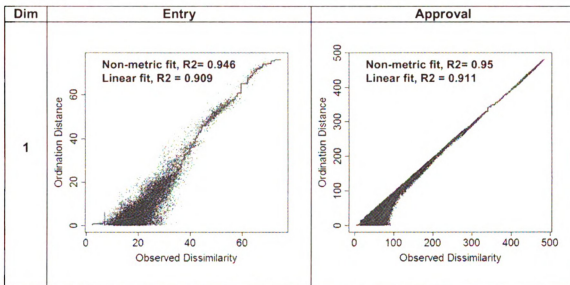 Dim Entry Approval
1
Non-metric fit, R2= 0.946
Linear fit, R2 = 0.909
Ordination Distance
0 20 40 60
0 20 40 60
Observed Dissimilarity
Non-metric fit, R2= 0.95
Linear fit, R2 = 0.911
Ordination Distance
0 100 200 300 400 500
0 100 200 300 400 500
Observed Dissimilarity